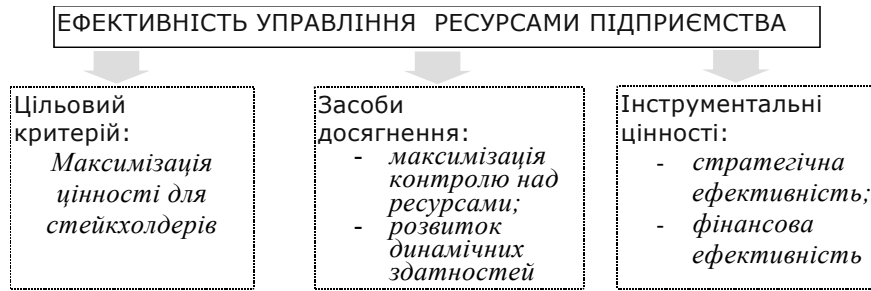 ЕФЕКТИВНІСТЬ УПРАВЛІННЯ РЕСУРСАМИ ПІДПРИЄМСТВА
Цільовий
критерій:
Максимізація
цінності для
стейкхолдерів
Засоби
досягнення:
- максимізація
контролю над
ресурсами;
- розвиток
динамічних
здатностей
Інструментальні
цінності:
- стратегічна
ефективність;
- фінансова
ефективність